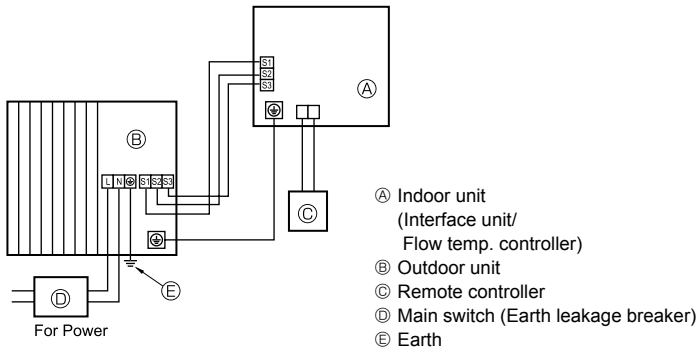 S1
S2
S3
Ⓐ
Ⓑ
L N S1 S2 S3
Ⓒ
Ⓓ
Ⓔ
For Power
Ⓐ Indoor unit
(Interface unit/
Flow temp. controller)
Ⓑ Outdoor unit
Ⓒ Remote controller
Ⓓ Main switch (Earth leakage breaker)
Ⓔ Earth